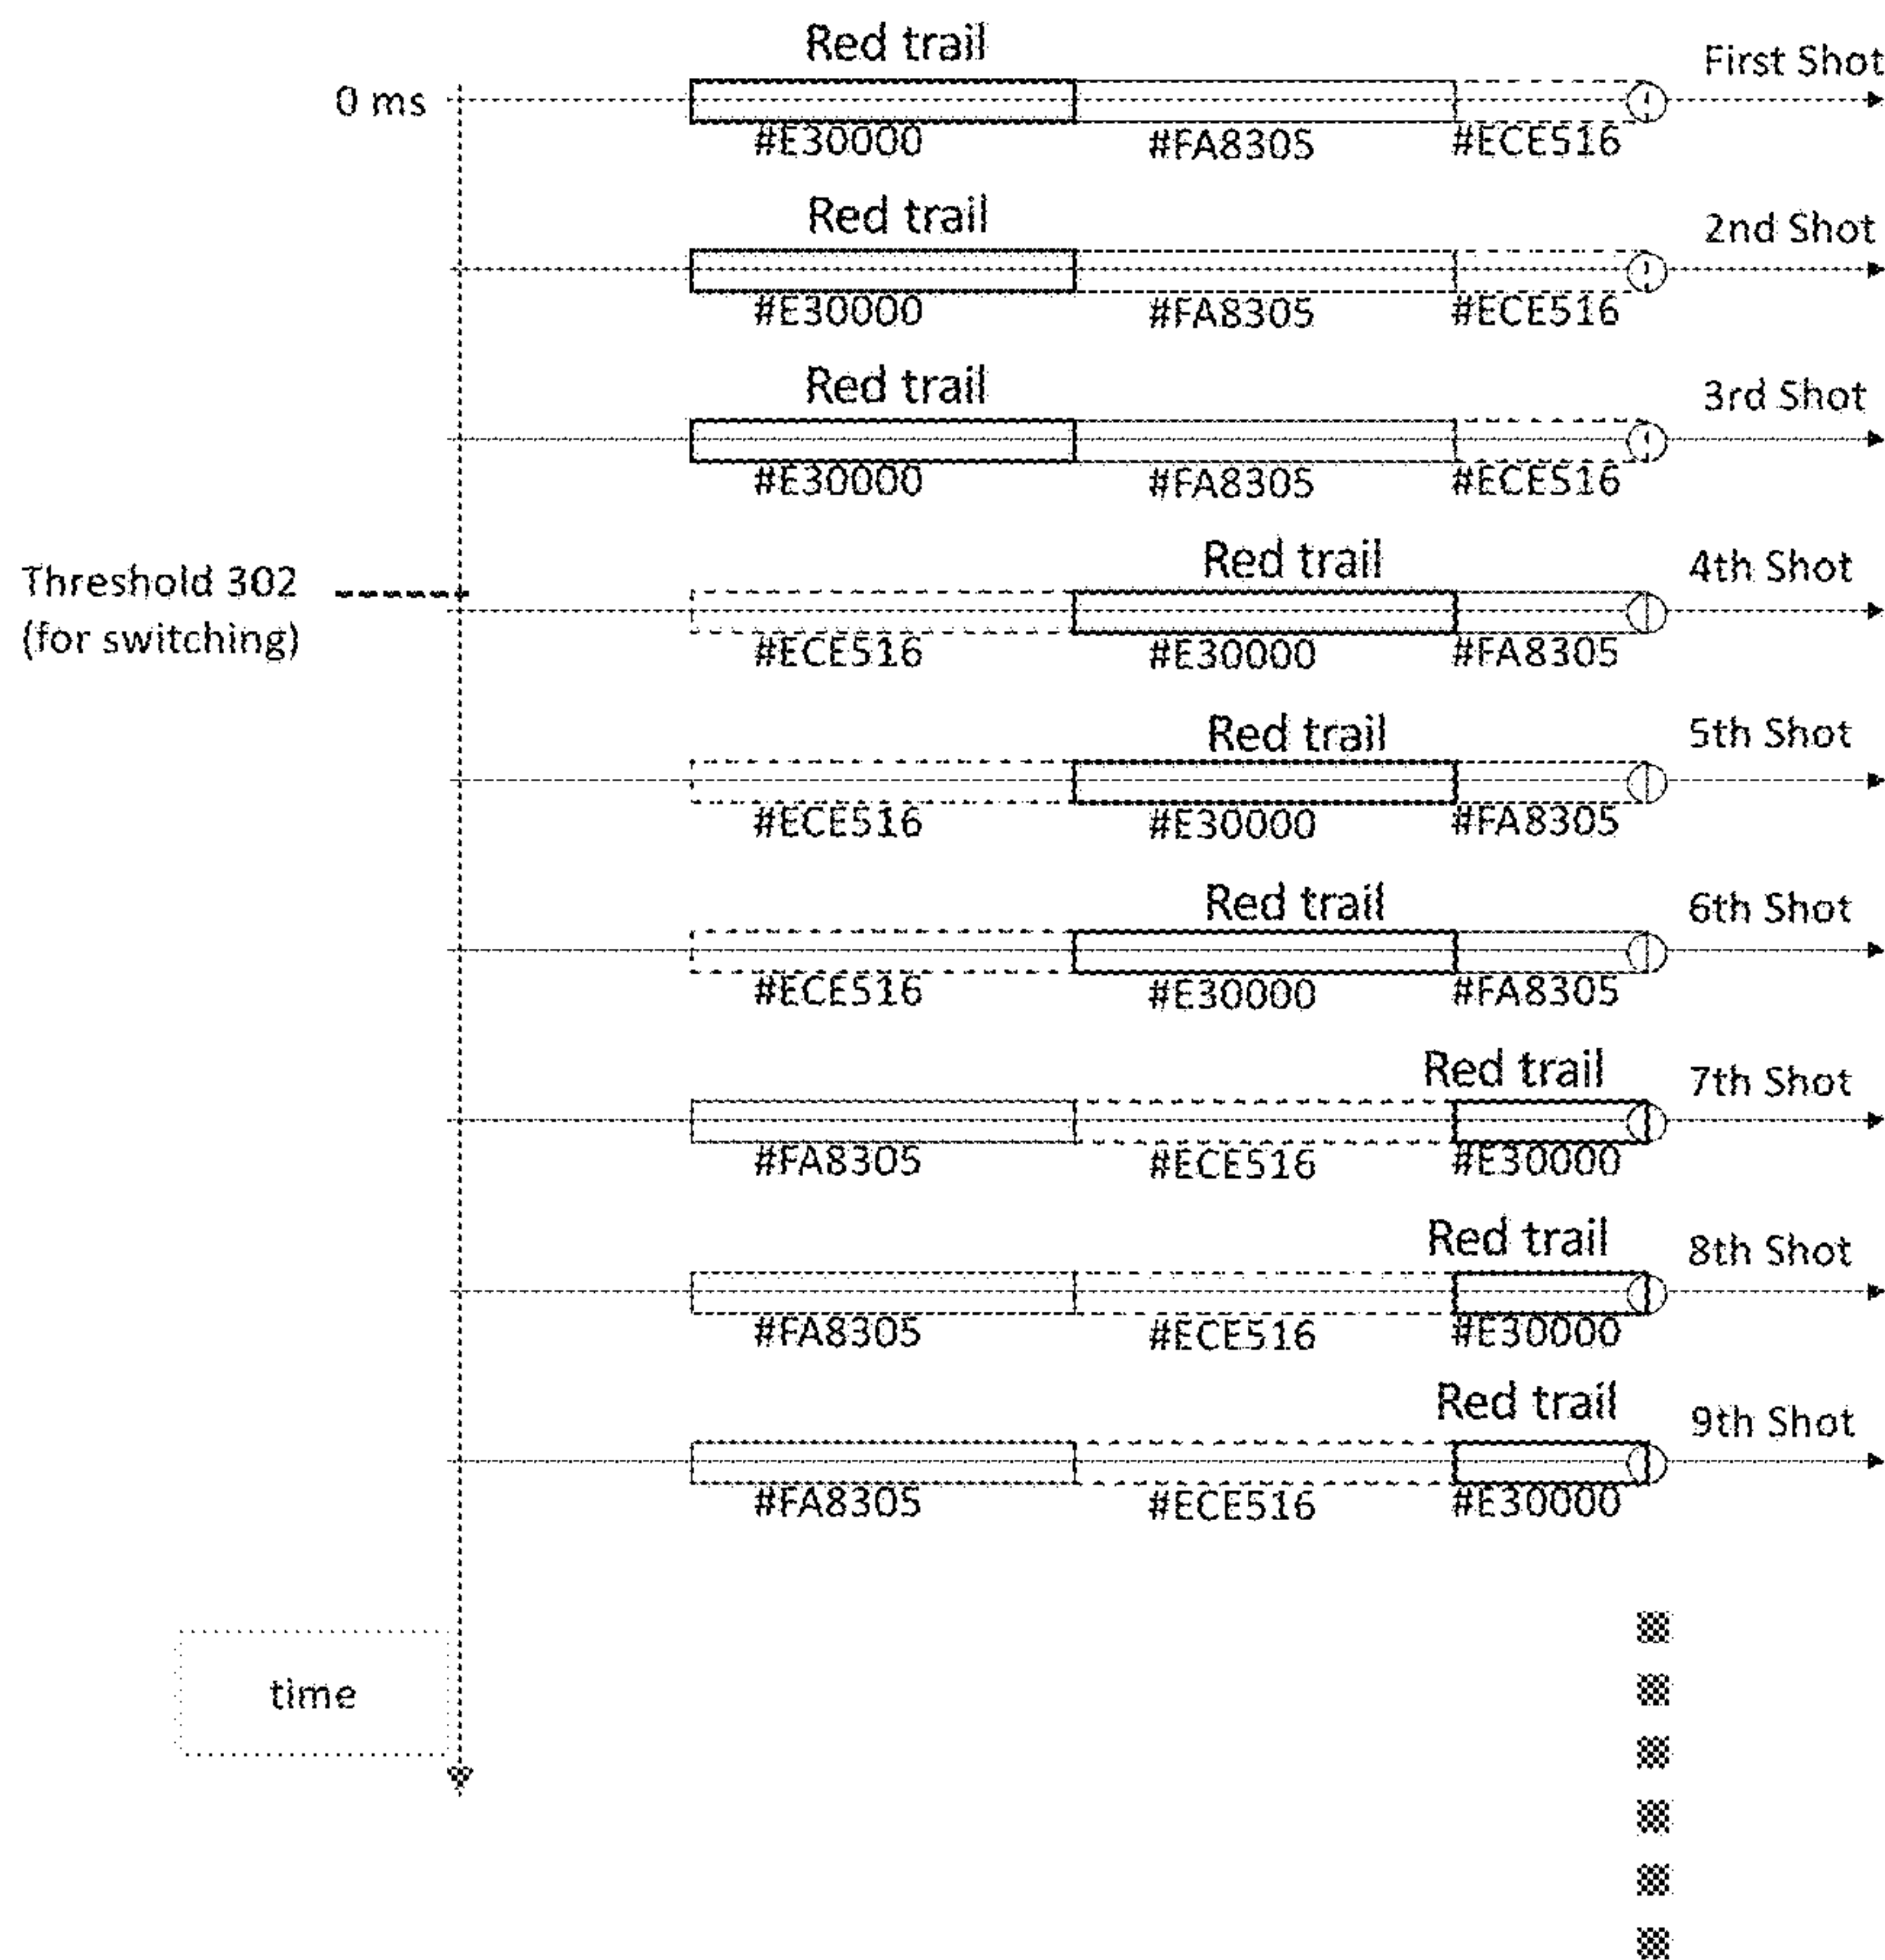 Red trail
First Shot
0 ms
#E30000 #FA8305 #ECE516
Red trail
2nd Shot
#E30000 #FA8305 #ECE516
Red trail
3rd Shot
#E30000 #FA8305 #ECE516
Red trail
4th Shot
Threshold 302
(for switching)
#ECE516 #E30000 #FA8305
Red trail
5th Shot
#ECE516 #E30000 #FA8305
Red trail
6th Shot
#ECE516 #E30000 #FA8305
Red trail
7th Shot
#FA8305 #ECE516 #E30000
Red trail
8th Shot
#FA8305 #ECE516 #E30000
Red trail
9th Shot
#FA8305 #ECE516 #E30000
time